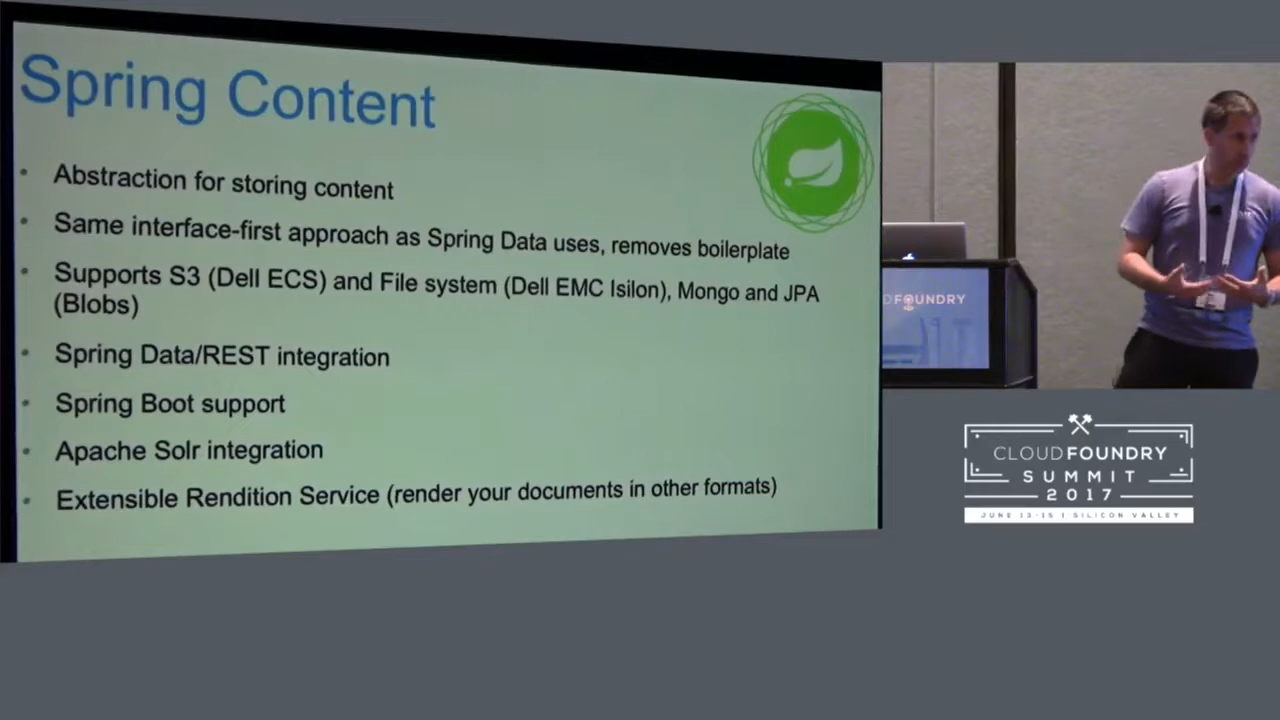 Spring Content
• Abstraction for storing content
• Same interface-first approach as Spring Data uses, removes boilerplate
• Supports S3 (Dell ECS) and File system (Dell EMC Isilon), Mongo and JPA
(Blobs)
• Spring Data/REST integration
• Spring Boot support
• Apache Solr integration
• Extensible Rendition Service (render your documents in other formats)
DFOUNDRY
CLOUDFOUNDRY
SUMMIT
2017
JUNE 13-15 | SILICON VALLEY